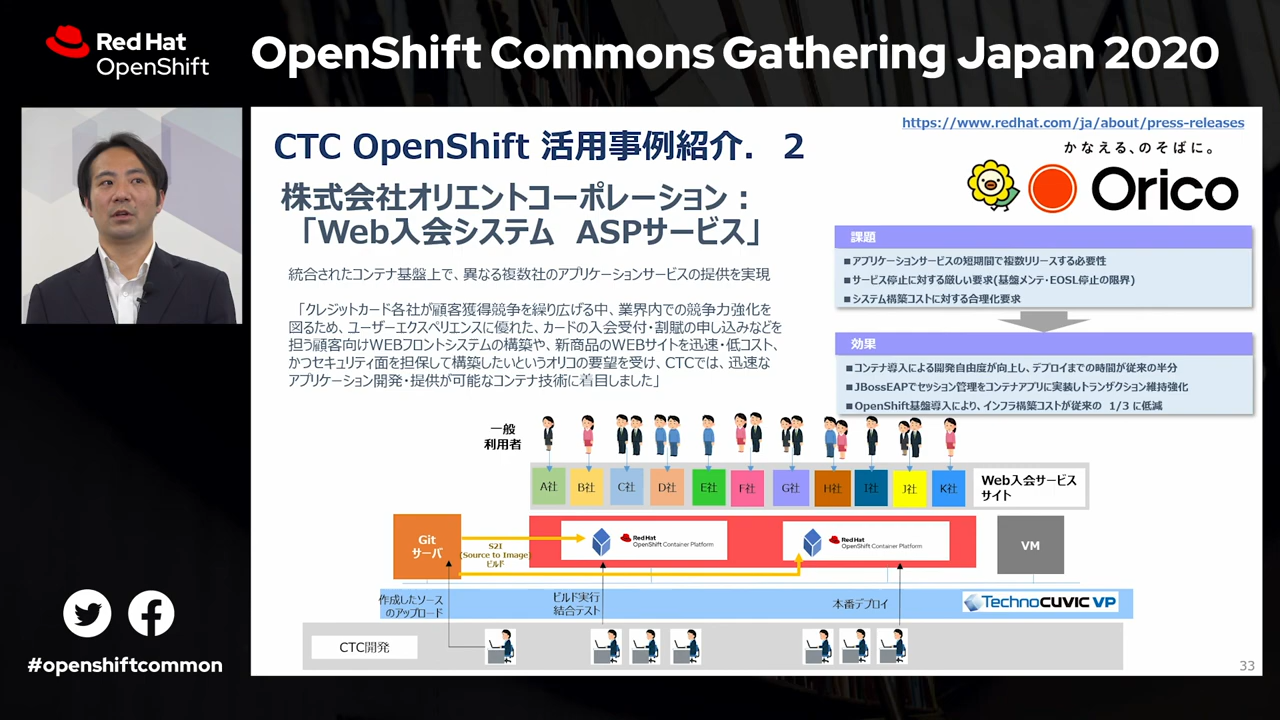 Red Hat
OpenShift
OpenShift Commons Gathering Japan 2020
https://www.redhat.com/ja/about/press-releases
CTC OpenShift 活用事例紹介． 2
かなえる、のそばに。
Orico
株式会社オリエントコーポレーション：
「Web入会システム ASPサービス」
統合されたコンテナ基盤上で、異なる複数社のアプリケーションサービスの提供を実現
「クレジットカード各社が顧客獲得競争を繰り広げる中、業界内での競争力強化を
図るため、ユーザーエクスペリエンスに優れた、カードの入会受付・割賦の申し込みなどを
担う顧客向けWEBフロントシステムの構築や、新商品のWEBサイトを迅速・低コスト、
かつセキュリティ面を担保して構築したいというオリコの要望を受け、CTCでは、迅速な
アプリケーション開発・提供が可能なコンテナ技術に着目しました」
課題
■アプリケーションサービスの短期間で複数リリースする必要性
■サービス停止に対する厳しい要求(基盤メンテ・EOSL停止の限界)
■システム構築コストに対する合理化要求
効果
■コンテナ導入による開発自由度が向上し、デプロイまでの時間が従来の半分
■JBossEAPでセッション管理をコンテナアプリに実装しトランザクション維持強化
■OpenShift基盤導入により、インフラ構築コストが従来の 1/3 に低減
一般
利用者
A社 B社 C社 D社 E社 F社 G社 H社 I社 J社 K社
Web入会サービス
サイト
Git
サーバ
S2I
(Source to Image)
ビルド
Red Hat
OpenShift Container Platform
Red Hat
OpenShift Container Platform
VM
作成したソース
のアップロード
ビルド実行
結合テスト
本番デプロイ
TechnoCUVIC VP
CTC開発
33
#openshiftcommon